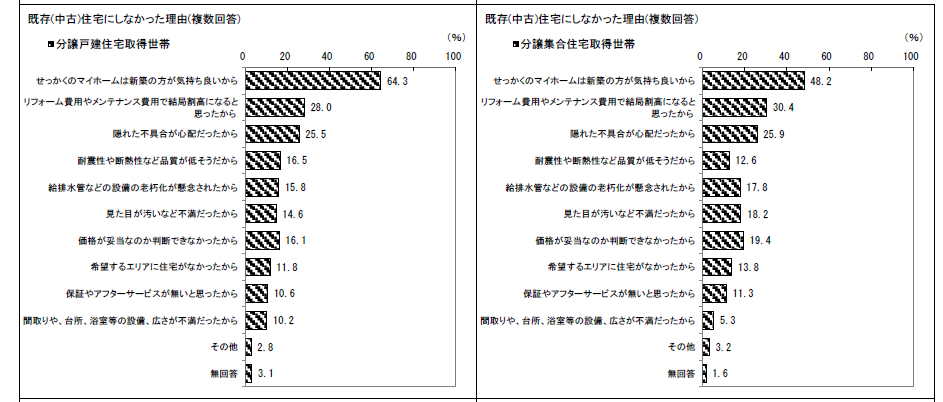 既存(中古)住宅にしなかった理由(複数回答)
分譲戸建住宅取得世帯
(%)
0 20 40 60 80 100
せっかくのマイホームは新築の方が気持ち良いから 64.3
リフォーム費用やメンテナンス費用で結局割高になると
思ったから 28.0
隠れた不具合が心配だったから 25.5
耐震性や断熱性など品質が低そうだから 16.5
給排水管などの設備の老朽化が懸念されたから 15.8
見た目が汚いなど不満だったから 14.6
価格が妥当なのか判断できなかったから 16.1
希望するエリアに住宅がなかったから 11.8
保証やアフターサービスが無いと思ったから 10.6
間取りや、台所、浴室等の設備、広さが不満だったから 10.2
その他 2.8
無回答 3.1
既存(中古)住宅にしなかった理由(複数回答)
分譲集合住宅取得世帯
(%)
0 20 40 60 80 100
せっかくのマイホームは新築の方が気持ち良いから 48.2
リフォーム費用やメンテナンス費用で結局割高になると
思ったから 30.4
隠れた不具合が心配だったから 25.9
耐震性や断熱性など品質が低そうだから 12.6
給排水管などの設備の老朽化が懸念されたから 17.8
見た目が汚いなど不満だったから 18.2
価格が妥当なのか判断できなかったから 19.4
希望するエリアに住宅がなかったから 13.8
保証やアフターサービスが無いと思ったから 11.3
間取りや、台所、浴室等の設備、広さが不満だったから 5.3
その他 3.2
無回答 1.6